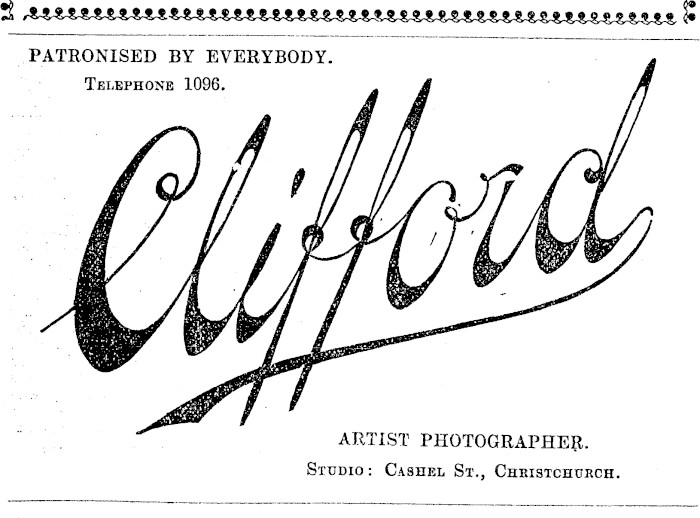 PATRONISED BY EVERYBODY.
TELEPHONE 1096.
Clifford
ARTIST PHOTOGRAPHER.
STUDIO: CASHEL ST., CHRISTCHURCH.